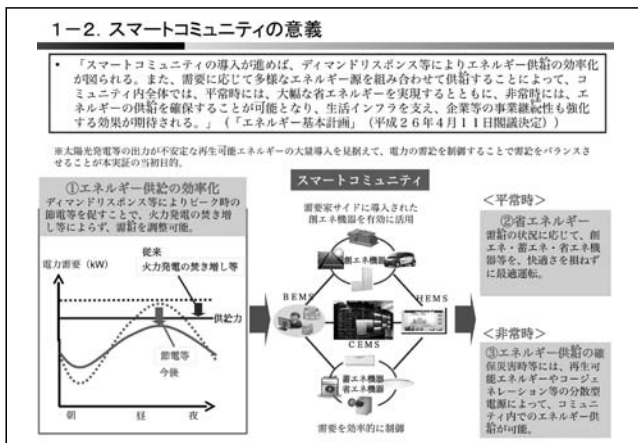 1－2．スマートコミュニティの意義
・ 「スマートコミュニティの導入が進めば、ディマンドリスポンス等によりエネルギー供給の効率化
が図られる。また、需要に応じて多様なエネルギー源を組み合わせて供給することによって、コ
ミュニティ内全体では、平常時には、大幅な省エネルギーを実現するとともに、非常時には、エ
ネルギーの供給を確保することが可能となり、生活インフラを支え、企業等の事業継続性も強化
する効果が期待される。」（「エネルギー基本計画」（平成２６年４月１１日閣議決定））
※太陽光発電等の出力が不安定な再生可能エネルギーの大量導入を見据えて、電力の需給を制御することで需給をバランスさ
せることが本実証の当初目的。
①エネルギー供給の効率化
ディマンドリスポンス等によりピーク時の
節電等を促すことで、火力発電の焚き増
し等によらず、需給を調整可能。
電力需要（kW）
従来
火力発電の焚き増し等
供給力
節電等
今後
朝 昼 夜
スマートコミュニティ
需要家サイドに導入された
創エネ機器を有効に活用
創エネ機器
BEMS
HEMS
CEMS
蓄エネ機器
省エネ機器
需要を効率的に制御
＜平常時＞
②省エネルギー
需給の状況に応じて、創
エネ・蓄エネ・省エネ機
器等を、快適さを損ねず
に最適運転。
＜非常時＞
③エネルギー供給の確
保災害時等には、再生可
能エネルギーやコージェ
ネレーション等の分散型
電源によって、コミュニ
ティ内でのエネルギー供
給が可能。